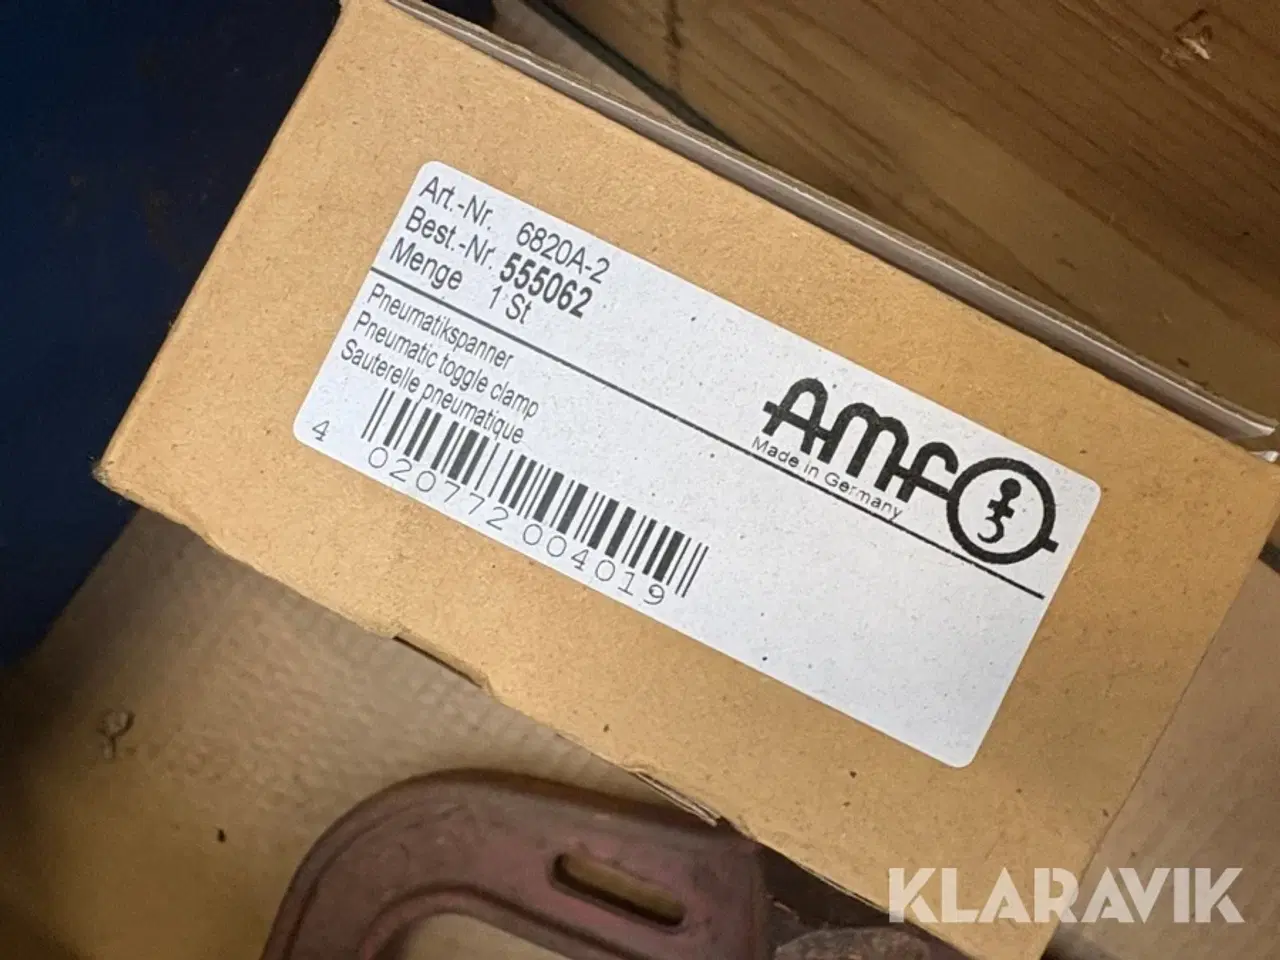 Art.-Nr. 6820A-2
Best.-Nr. 555062
Menge 1 St
Pneumatikspanner
Pneumatic toggle clamp
Sauterelle pneumatique
4 020772 004019
AMF
Made in Germany
KLARAVIK